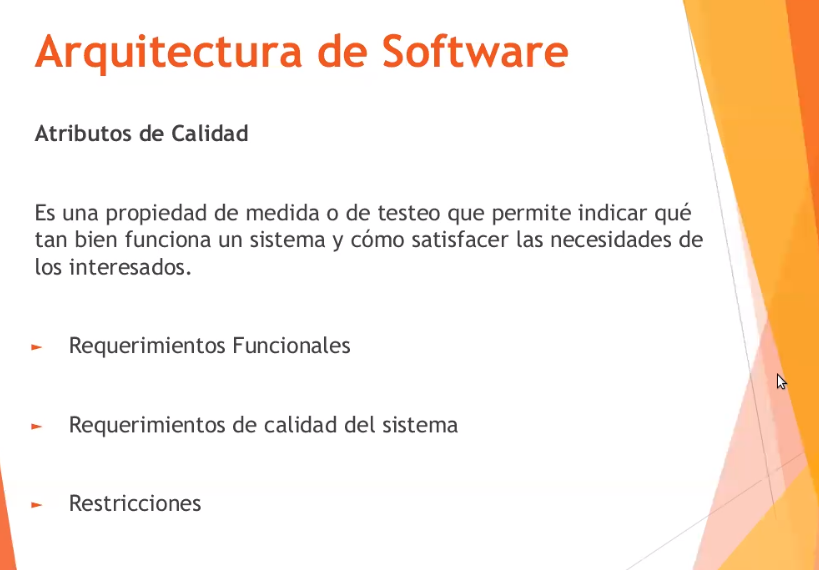 Arquitectura de Software
Atributos de Calidad
Es una propiedad de medida o de testeo que permite indicar qué
tan bien funciona un sistema y cómo satisfacer las necesidades de
los interesados.
► Requerimientos Funcionales
► Requerimientos de calidad del sistema
► Restricciones